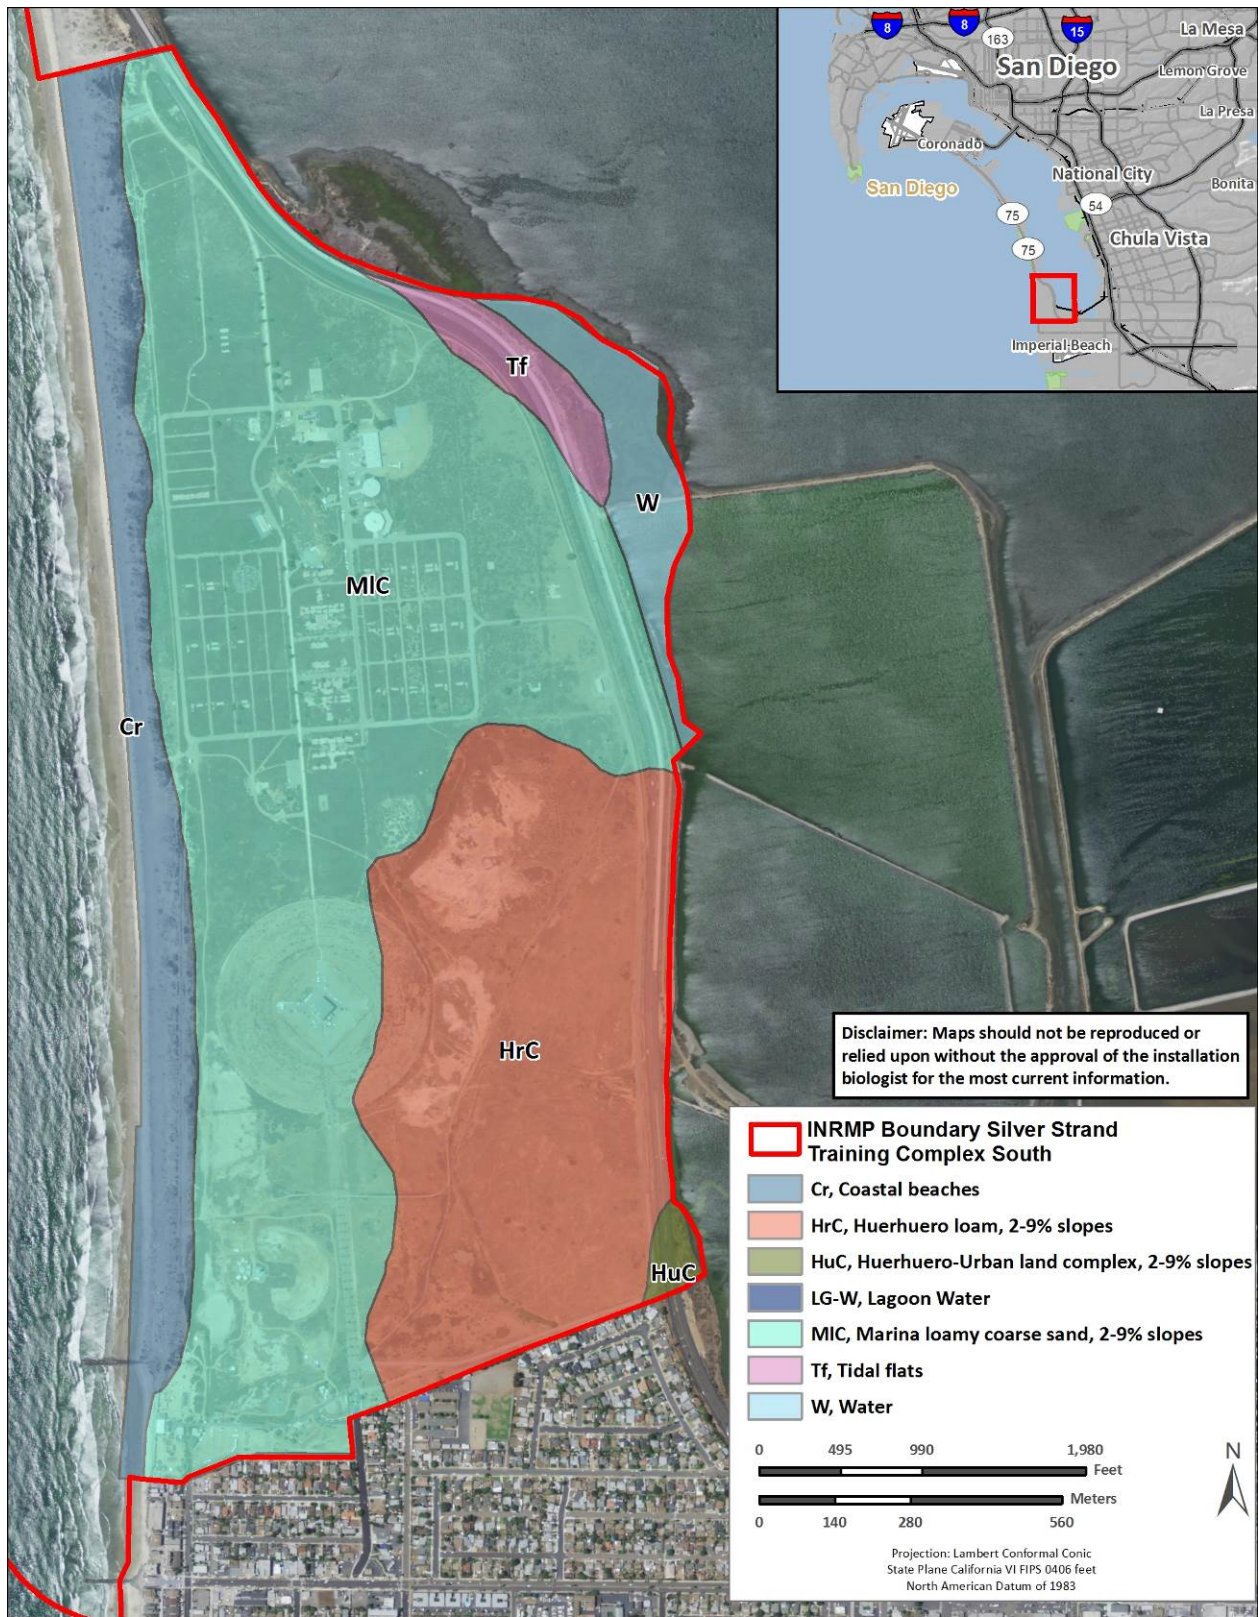 8
8
15
163
La Mesa
San Diego
Lemon Grove
La Presa
Coronado
National City
San Diego
Bonita
54
75
Chula Vista
75
Imperial Beach
Tf
W
MlC
Cr
HrC
HuC
Disclaimer: Maps should not be reproduced or
relied upon without the approval of the installation
biologist for the most current information.
INRMP Boundary Silver Strand
Training Complex South
Cr, Coastal beaches
HrC, Huerhuero loam, 2-9% slopes
HuC, Huerhuero-Urban land complex, 2-9% slopes
LG-W, Lagoon Water
MlC, Marina loamy coarse sand, 2-9% slopes
Tf, Tidal flats
W, Water
0 495 990 1,980
Feet
Meters
0 140 280 560
N
Projection: Lambert Conformal Conic
State Plane California VI FIPS 0406 feet
North American Datum of 1983